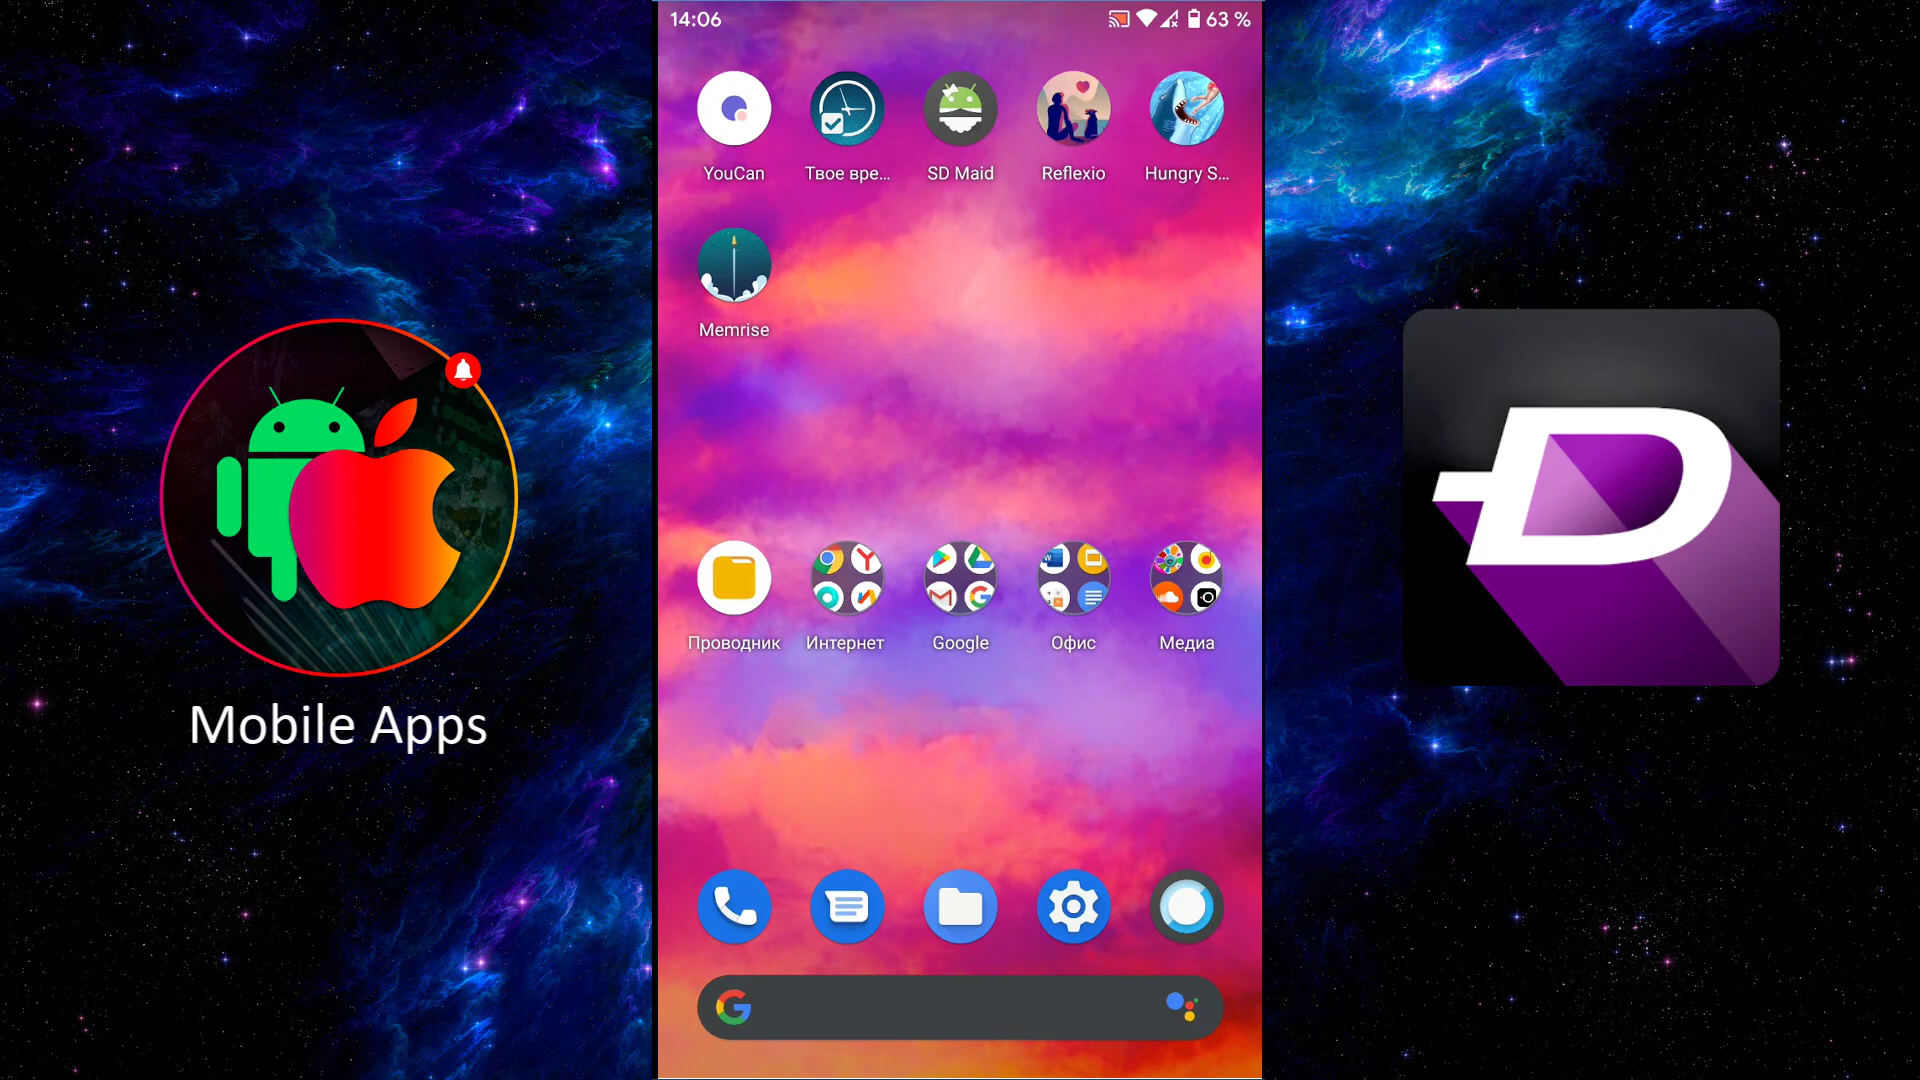 14:06
63 %
YouCan
Твое вре...
SD Maid
Reflexio
Hungry S...
Memrise
Проводник
Интернет
Google
Офис
Медиа
Mobile Apps